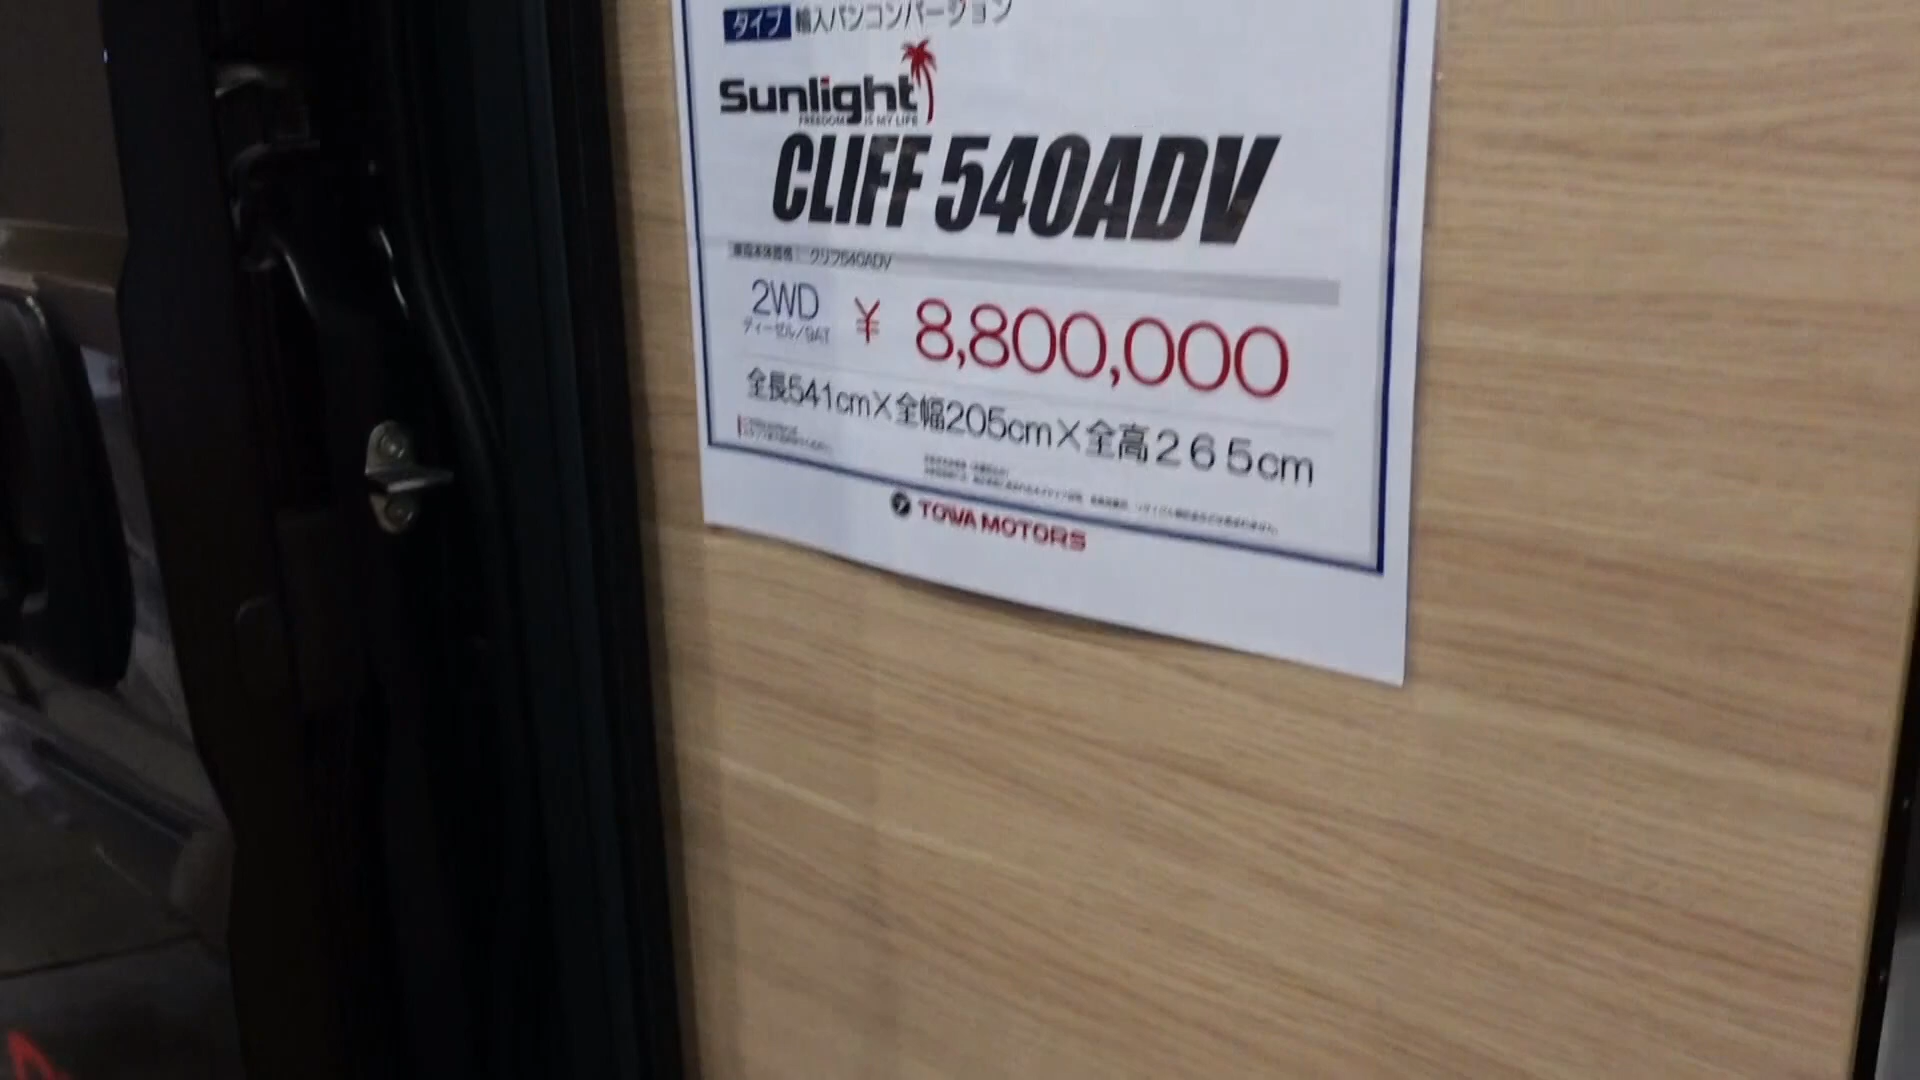 タイプ 輸入バンコンバージョン
Sunlight
FREEDOM IS MY LIFE
CLIFF 540ADV
車両本体価格 クリフ540ADV
2WD ¥ 8,800,000
ディーゼル/9AT
全長541cm×全幅205cm×全高265cm
TOWA MOTORS